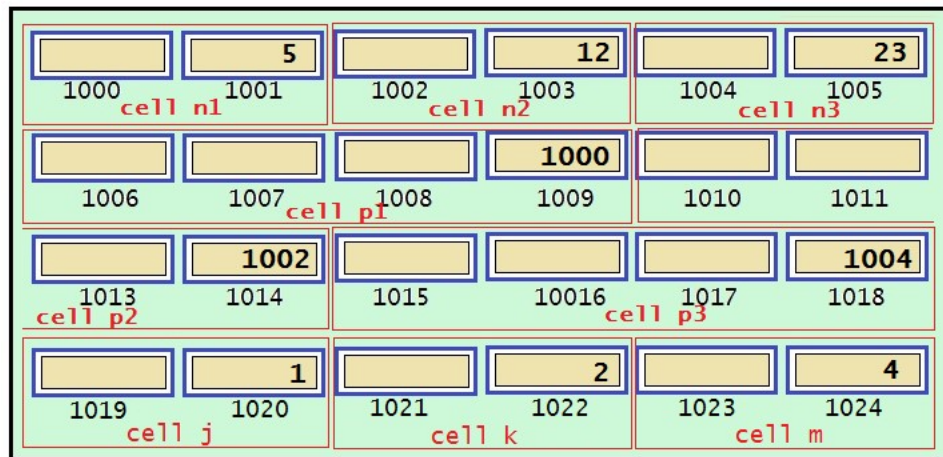 5 12 23
1000 1001 1002 1003 1004 1005
cell n1 cell n2 cell n3
1000
1006 1007 1008 1009 1010 1011
cell p1
1002 1004
1013 1014 1015 10016 1017 1018
cell p2 cell p3
1 2 4
1019 1020 1021 1022 1023 1024
cell j cell k cell m